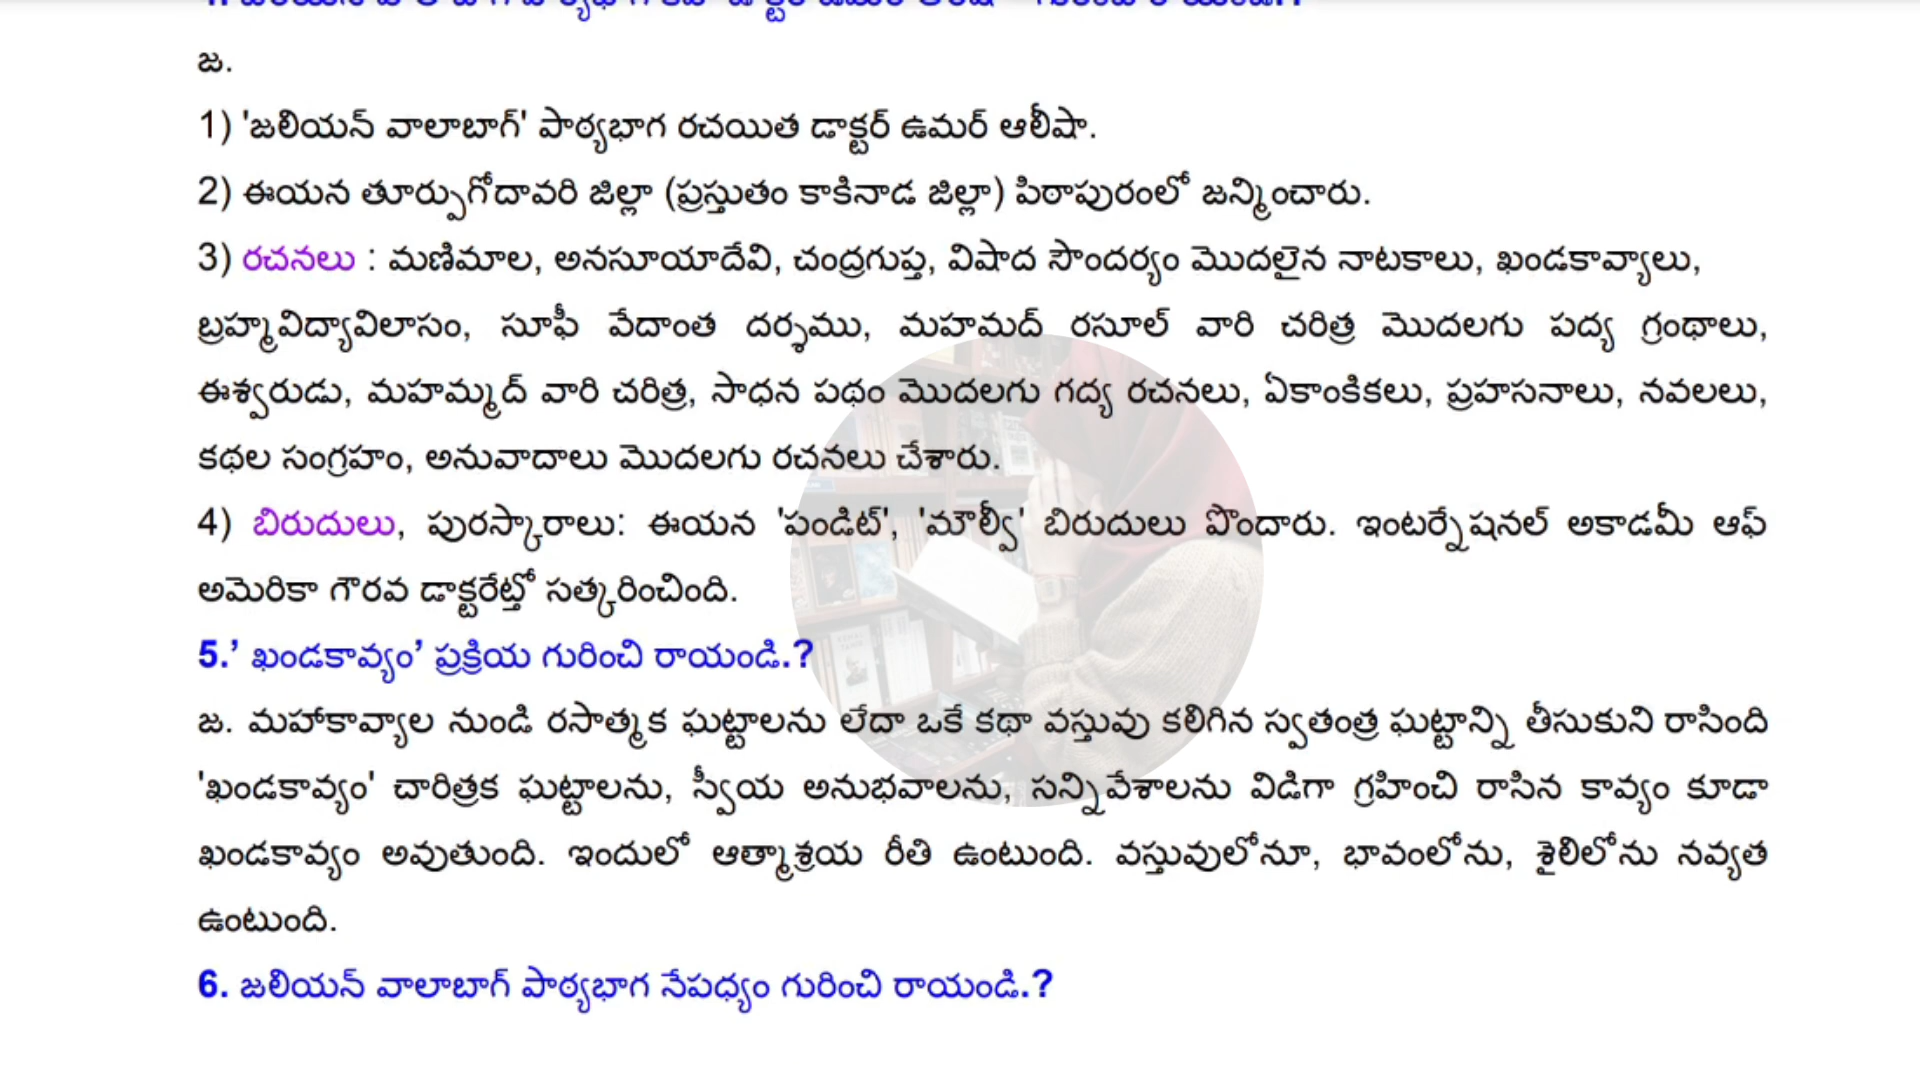 జ.
1) 'జలియన్ వాలాబాగ్' పాఠ్యభాగ రచయిత డాక్టర్ ఉమర్ ఆలీషా.
2) ఈయన తూర్పుగోదావరి జిల్లా (ప్రస్తుతం కాకినాడ జిల్లా) పిఠాపురంలో జన్మించారు.
3) రచనలు : మణిమాల, అనసూయాదేవి, చంద్రగుప్త, విషాద సౌందర్యం మొదలైన నాటకాలు, ఖండకావ్యాలు,
బ్రహ్మవిద్యావిలాసం, సూఫీ వేదాంత దర్శము, మహమద్ రసూల్ వారి చరిత్ర మొదలగు పద్య గ్రంథాలు,
ఈశ్వరుడు, మహమ్మద్ వారి చరిత్ర, సాధన పథం మొదలగు గద్య రచనలు, ఏకాంకికలు, ప్రహసనాలు, నవలలు,
కథల సంగ్రహం, అనువాదాలు మొదలగు రచనలు చేశారు.
4) బిరుదులు, పురస్కారాలు: ఈయన 'పండిట్', 'మౌల్వీ' బిరుదులు పొందారు. ఇంటర్నేషనల్ అకాడమీ ఆఫ్
అమెరికా గౌరవ డాక్టరేట్తో సత్కరించింది.
5.’ ఖండకావ్యం’ ప్రక్రియ గురించి రాయండి.?
జ. మహాకావ్యాల నుండి రసాత్మక ఘట్టాలను లేదా ఒకే కథా వస్తువు కలిగిన స్వతంత్ర ఘట్టాన్ని తీసుకుని రాసింది
'ఖండకావ్యం' చారిత్రక ఘట్టాలను, స్వీయ అనుభవాలను, సన్నివేశాలను విడిగా గ్రహించి రాసిన కావ్యం కూడా
ఖండకావ్యం అవుతుంది. ఇందులో ఆత్మాశ్రయ రీతి ఉంటుంది. వస్తువులోనూ, భావంలోను, శైలిలోను నవ్యత
ఉంటుంది.
6. జలియన్ వాలాబాగ్ పాఠ్యభాగ నేపధ్యం గురించి రాయండి.?